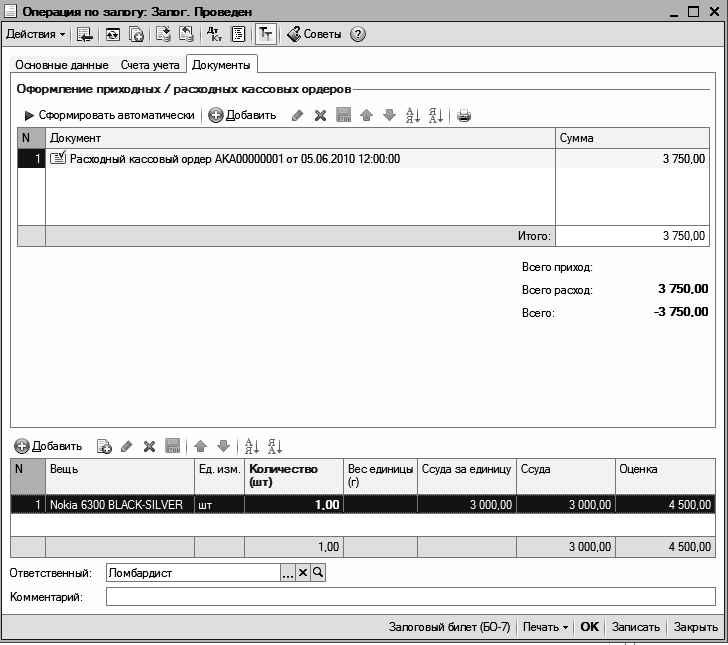 Операция по залогу: Залог. Проведен
Действия Дт Кт Тт Советы
Основные данные Счета учета Документы
Оформление приходных / расходных кассовых ордеров
Сформировать автоматически Добавить
N Документ Сумма
1 Расходный кассовый ордер АКА00000001 от 05.06.2010 12:00:00 3 750,00
Итого: 3 750,00
Всего приход:
Всего расход: 3 750,00
Всего: -3 750,00
Добавить
N Вещь Ед. изм. Количество (шт) Вес единицы (г) Ссуда за единицу Ссуда Оценка
1 Nokia 6300 BLACK-SILVER шт 1,00 3 000,00 3 000,00 4 500,00
1,00 3 000,00 4 500,00
Ответственный: Ломбардист ...
Комментарий:
Залоговый билет (БО-7) Печать OK Записать Закрыть